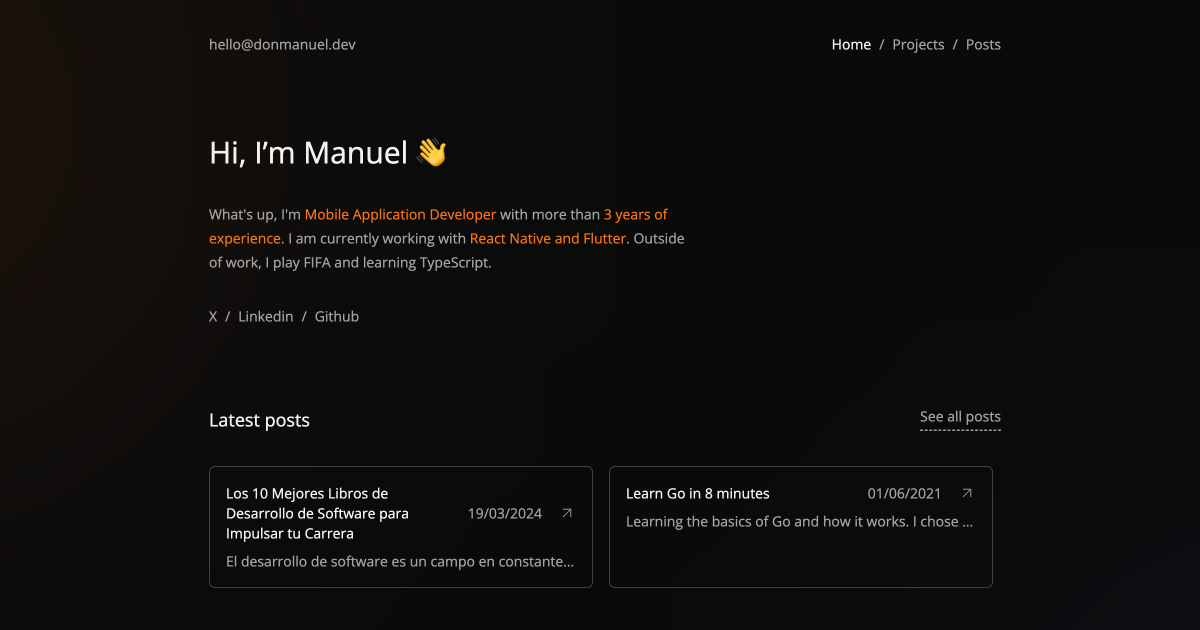 hello@donmanuel.dev
Home / Projects / Posts
Hi, I’m Manuel 👋
What's up, I'm Mobile Application Developer with more than 3 years of
experience. I am currently working with React Native and Flutter. Outside
of work, I play FIFA and learning TypeScript.
X / Linkedin / Github
Latest posts
See all posts
Los 10 Mejores Libros de
Desarrollo de Software para
Impulsar tu Carrera
19/03/2024
El desarrollo de software es un campo en constante...
Learn Go in 8 minutes
01/06/2021
Learning the basics of Go and how it works. I chose ...